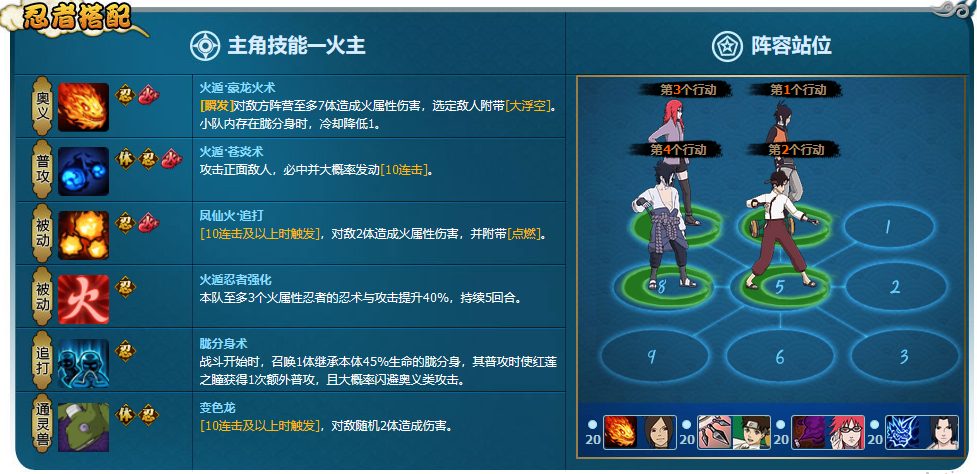 忍者搭配
主角技能—火主
阵容站位
奥义
火遁·豪龙火术
[瞬发]对敌方阵营至多7体造成火属性伤害，选定敌人附带[大浮空]。
小队内存在胧分身时，冷却降低1。
普攻
火遁·苍炎术
攻击正面敌人，必中并大概率发动[10连击]。
被动
凤仙火·追打
[10连击及以上时触发]，对敌2体造成火属性伤害，并附带[点燃]。
被动
火遁忍者强化
本队至多3个火属性忍者的忍术与攻击提升40%，持续5回合。
追打
胧分身术
战斗开始时，召唤1体继承本体45%生命的胧分身，其普攻时使红莲
之瞳获得1次额外普攻，且大概率闪避奥义类攻击。
通灵兽
变色龙
[10连击及以上时触发]，对敌随机2体造成伤害。
忍
体 忍
忍
忍
忍
体 忍
火
第3个行动
第1个行动
第4个行动
第2个行动
1
8
5
2
9
6
3
20
20
20
20